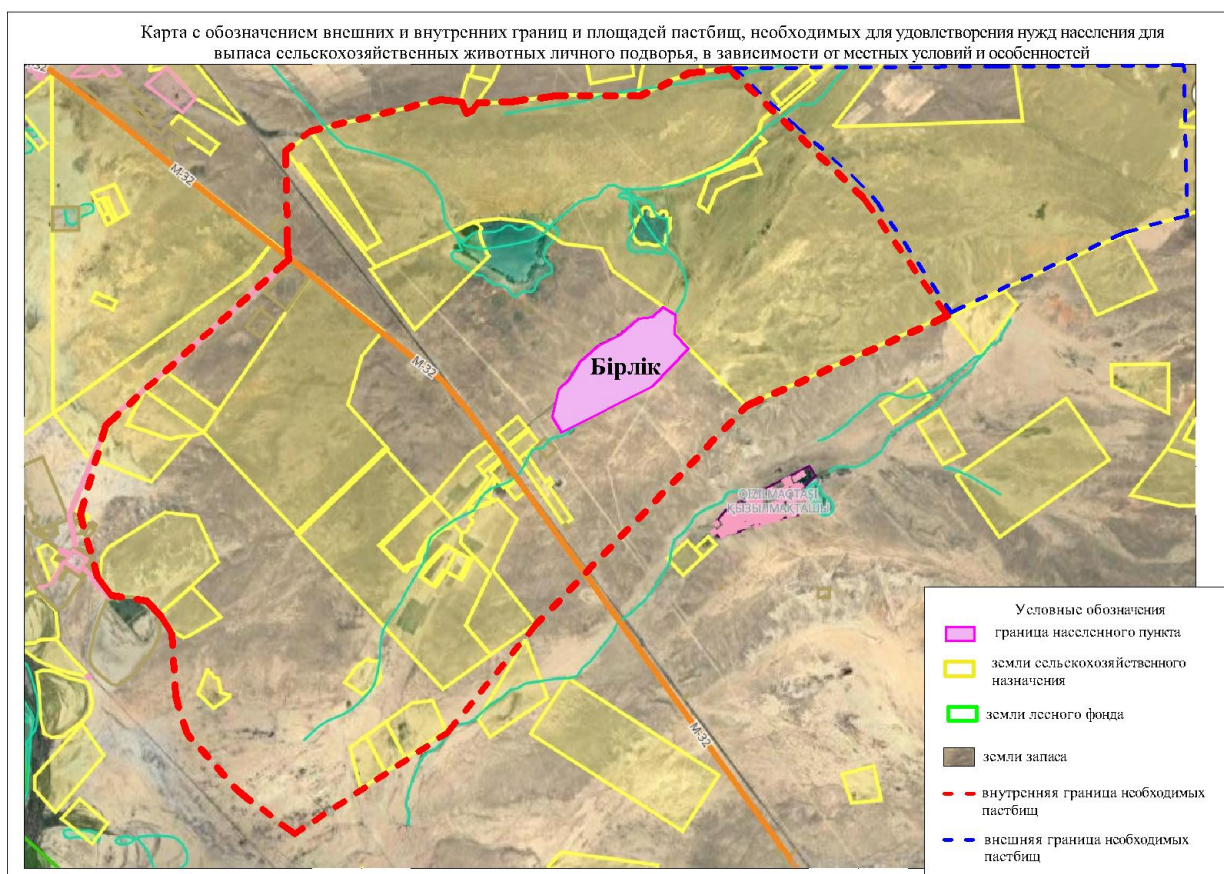 Карта с обозначением внешних и внутренних границ и площадей пастбищ, необходимых для удовлетворения нужд населения для
выпаса сельскохозяйственных животных личного подворья, в зависимости от местных условий и особенностей
М-32
М-32
М-32
Бірлік
QIZILMAQTASI
ҚЫЗЫЛМАҚТАШЫ
М-32
Условные обозначения
граница населенного пункта
земли сельскохозяйственного
назначения
земли лесного фонда
земли запаса
внутренняя граница необходимых
пастбищ
внешняя граница необходимых
пастбищ